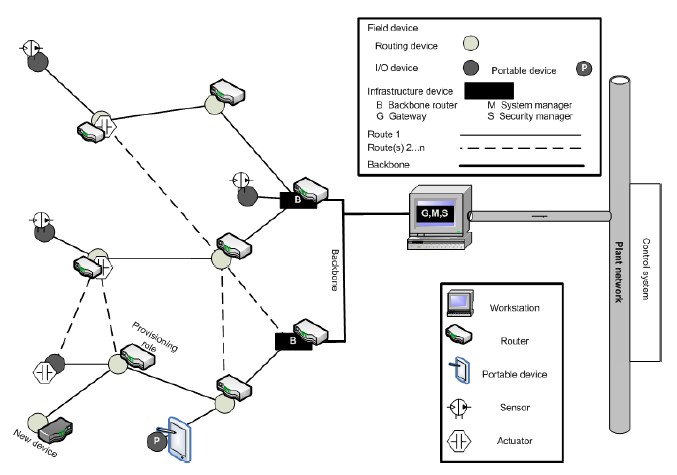 Field device
Routing device
I/O device
Portable device
P
Infrastructure device
B Backbone router
M System manager
G Gateway
S Security manager
Route 1
Route(s) 2...n
Backbone
B
G,M,S
Backbone
Plant network
Control system
B
Provisioning
role
New device
P
Workstation
Router
Portable device
Sensor
Actuator